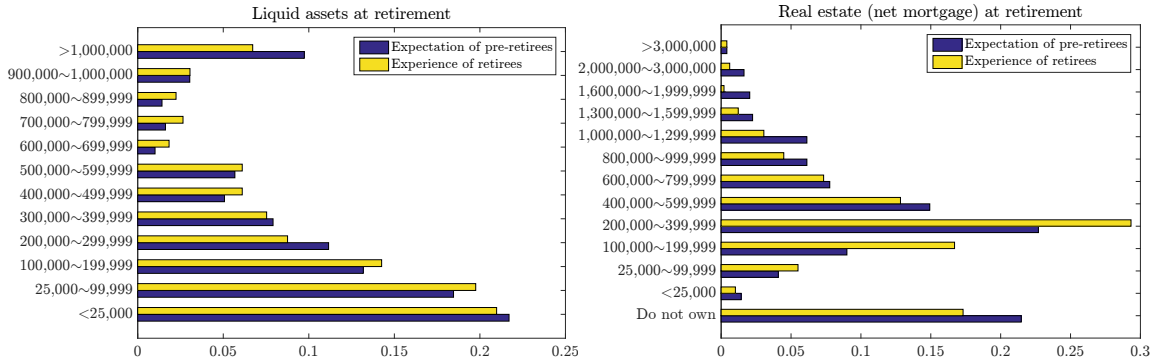 Liquid assets at retirement
Expectation of pre-retirees
Experience of retirees
>1,000,000
900,000∼1,000,000
800,000∼899,999
700,000∼799,999
600,000∼699,999
500,000∼599,999
400,000∼499,999
300,000∼399,999
200,000∼299,999
100,000∼199,999
25,000∼99,999
<25,000
0 0.05 0.1 0.15 0.2 0.25
Real estate (net mortgage) at retirement
Expectation of pre-retirees
Experience of retirees
>3,000,000
2,000,000∼3,000,000
1,600,000∼1,999,999
1,300,000∼1,599,999
1,000,000∼1,299,999
800,000∼999,999
600,000∼799,999
400,000∼599,999
200,000∼399,999
100,000∼199,999
25,000∼99,999
<25,000
Do not own
0 0.05 0.1 0.15 0.2 0.25 0.3